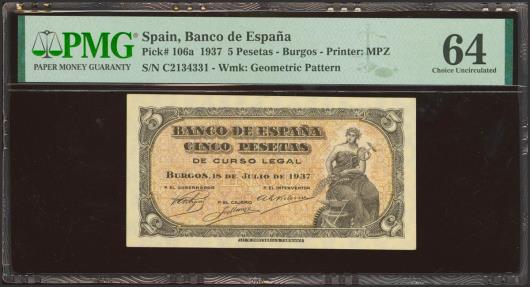 PMG
PAPER MONEY GUARANTY
Spain, Banco de España
Pick# 106a 1937 5 Pesetas - Burgos - Printer: MPZ
S/N C2134331 - Wmk: Geometric Pattern
64
Choice Uncirculated
5
5
BANCO DE ESPAÑA
CINCO PESETAS
DE CURSO LEGAL
BURGOS, 18 DE JULIO DE 1937
P. EL GOBERNADOR
P. EL INTERVENTOR
P. EL CAJERO
5
5